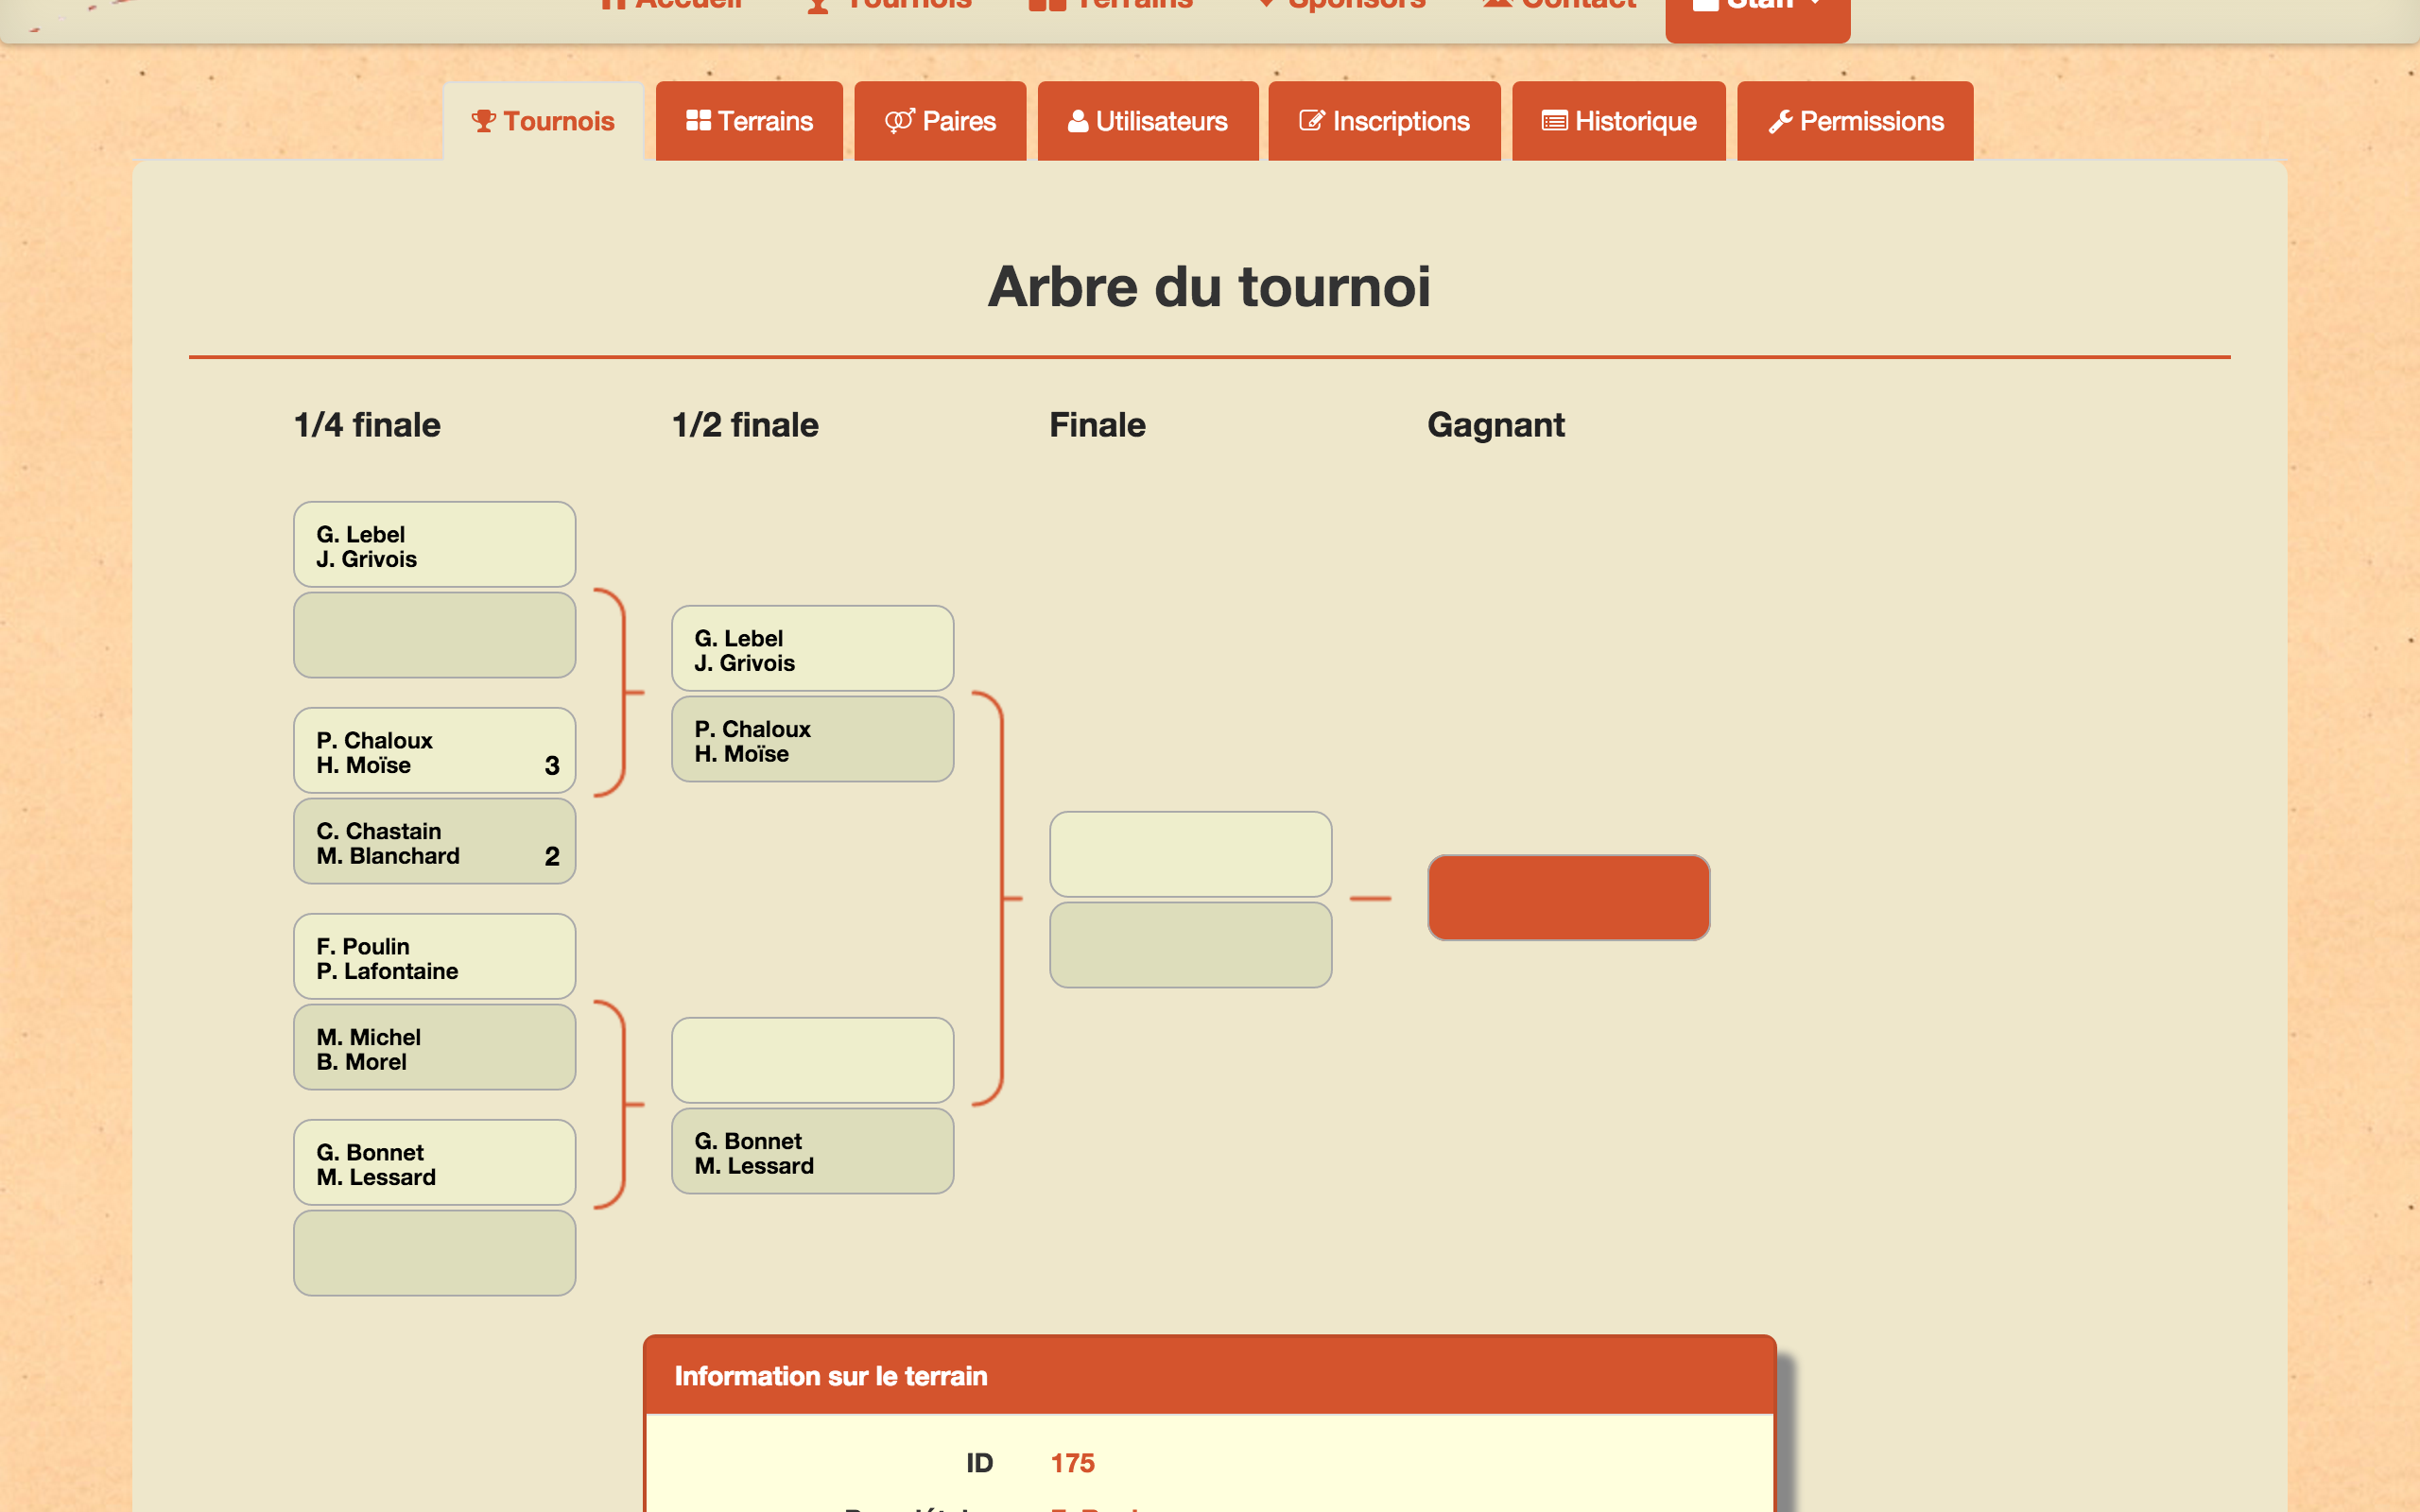 Accueil Tournois Terrains Sponsors Contact Staff
Tournois Terrains Paires Utilisateurs Inscriptions Historique Permissions
Arbre du tournoi
1/4 finale 1/2 finale Finale Gagnant
G. Lebel
J. Grivois
G. Lebel
J. Grivois
P. Chaloux
H. Moïse 3
P. Chaloux
H. Moïse
C. Chastain
M. Blanchard 2
F. Poulin
P. Lafontaine
M. Michel
B. Morel
G. Bonnet
M. Lessard
G. Bonnet
M. Lessard
Information sur le terrain
ID 175